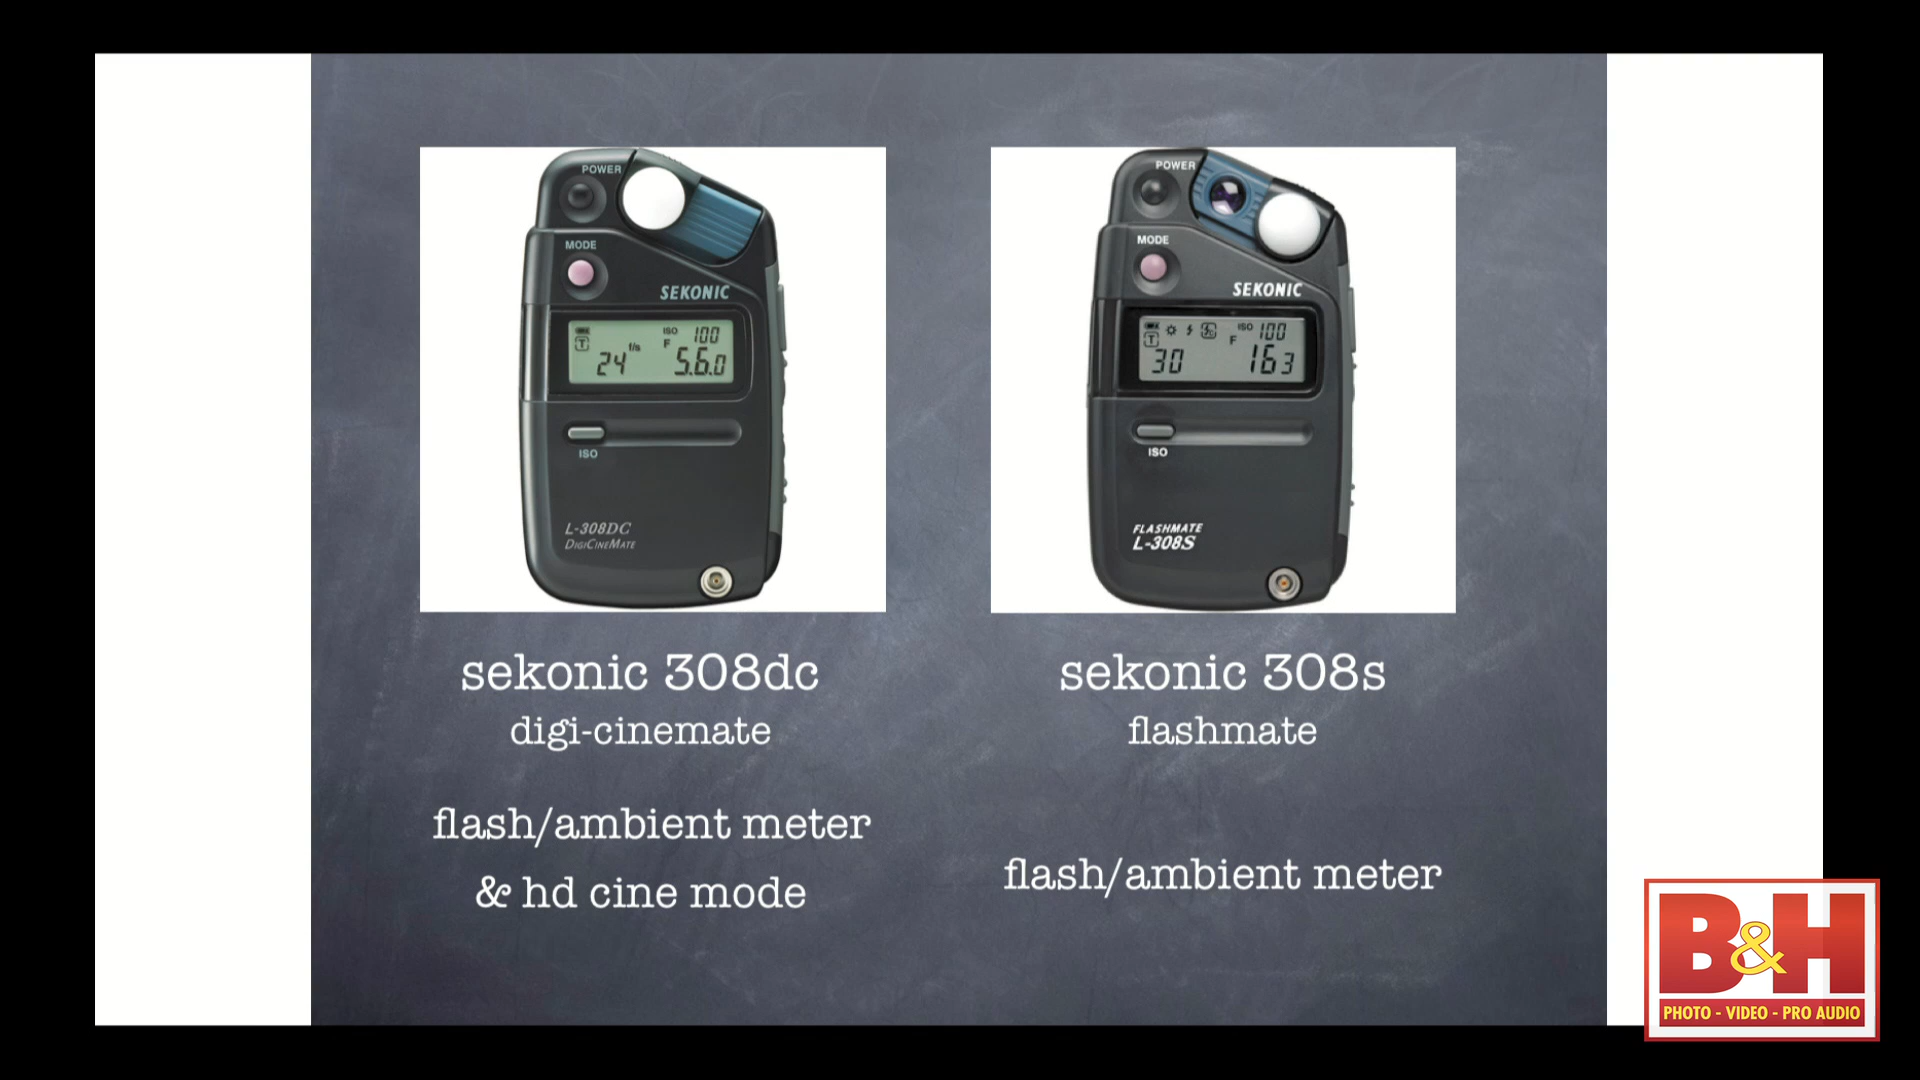 POWER
MODE
SEKONIC
ISO 100
T 24 f/s F 5.6.0
ISO
L-308DC
DIGICINEMATE
POWER
MODE
SEKONIC
ISO 100
T 30 F 16 3
ISO
FLASHMATE
L-308S
sekonic 308dc
digi-cinemate
flash/ambient meter
& hd cine mode
sekonic 308s
flashmate
flash/ambient meter
B&H
PHOTO - VIDEO - PRO AUDIO